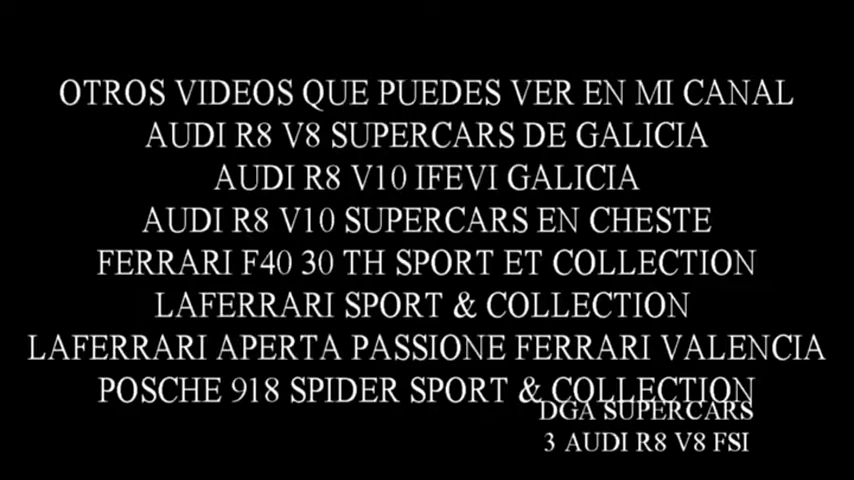 OTROS VIDEOS QUE PUEDES VER EN MI CANAL
AUDI R8 V8 SUPERCARS DE GALICIA
AUDI R8 V10 IFEVI GALICIA
AUDI R8 V10 SUPERCARS EN CHESTE
FERRARI F40 30 TH SPORT ET COLLECTION
LAFERRARI SPORT & COLLECTION
LAFERRARI APERTA PASSIONE FERRARI VALENCIA
POSCHE 918 SPIDER SPORT & COLLECTION
DGA SUPERCARS
3 AUDI R8 V8 FSI